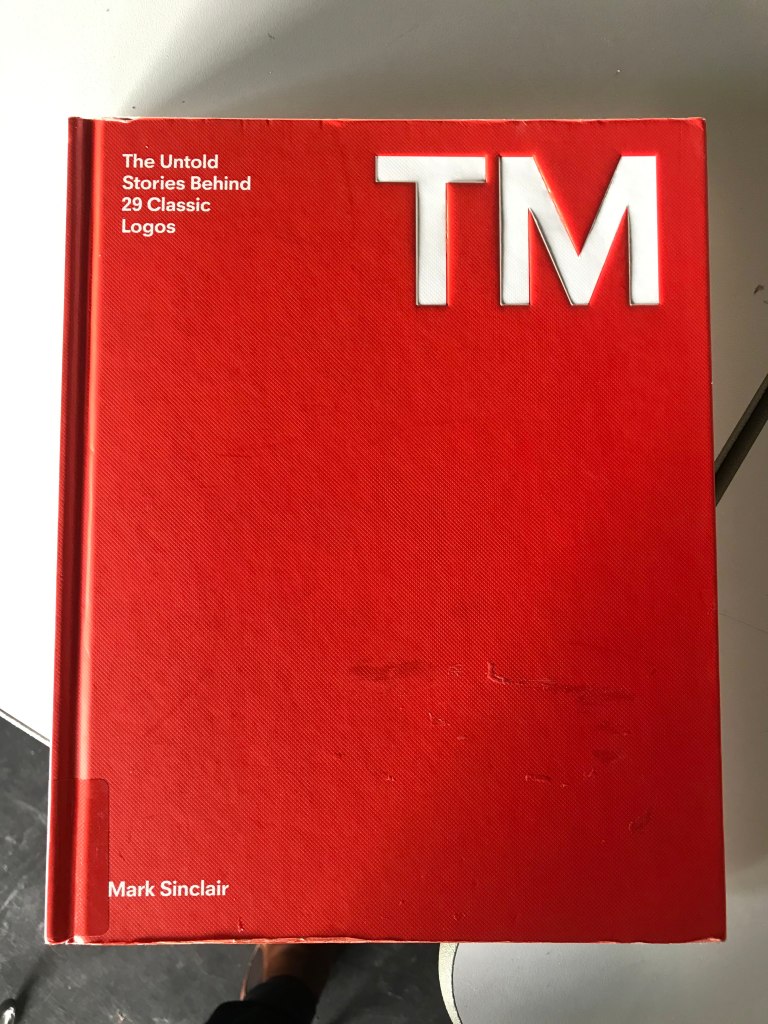 The Untold
Stories Behind
29 Classic
Logos
TM
Mark Sinclair